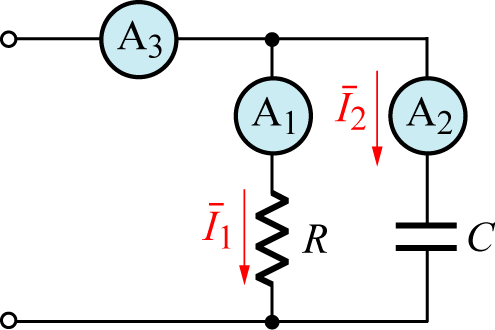 A₃
A₁
Ī₂
A₂
Ī₁
R
C